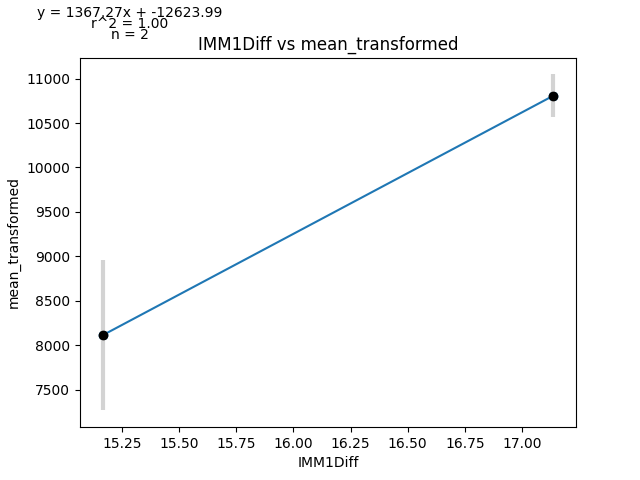 y = 1367.27x + -12623.99
r^2 = 1.00
n = 2
IMM1Diff vs mean_transformed
11000
10500
10000
9500
9000
8500
8000
7500
mean_transformed
15.25 15.50 15.75 16.00 16.25 16.50 16.75 17.00
IMM1Diff